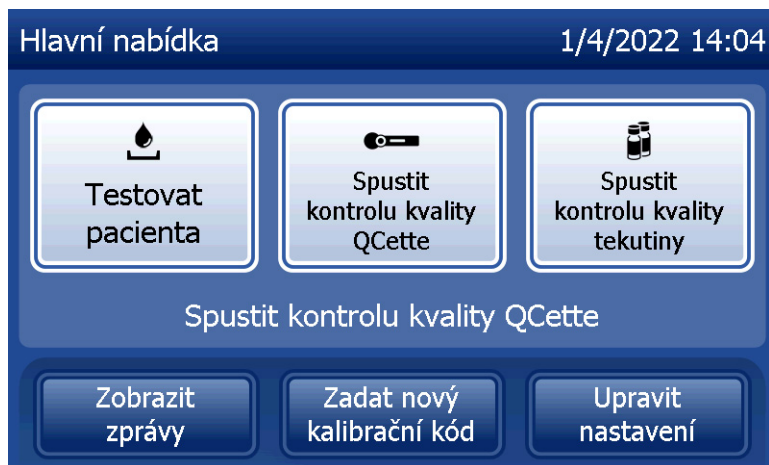 Hlavní nabídka 1/4/2022 14:04
Testovat
pacienta
Spustit
kontrolu kvality
QCette
Spustit
kontrolu kvality
tekutiny
Spustit kontrolu kvality QCette
Zobrazit
zprávy
Zadat nový
kalibrační kód
Upravit
nastavení